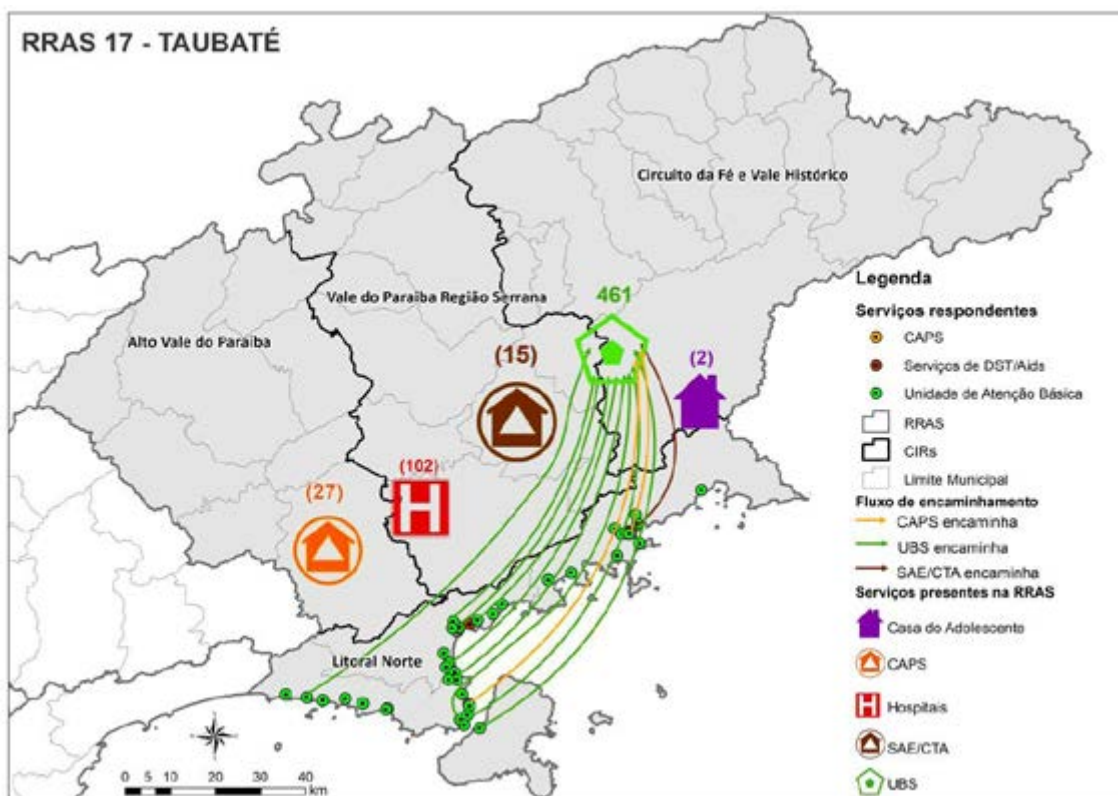 RRAS 17 - TAUBATÉ
Circuito da Fé e Vale Histórico
Vale do Paraíba Região Serrana
Alto Vale do Paraíba
461
(15)
(2)
(102)
(27)
Litoral Norte
0 5 10 20 30 40
km
Legenda
Serviços respondentes
CAPS
Serviços de DST/Aids
Unidade de Atenção Básica
RRAS
CIRs
Limite Municipal
Fluxo de encaminhamento
CAPS encaminha
UBS encaminha
SAE/CTA encaminha
Serviços presentes na RRAS
Casa do Adolescente
CAPS
H
Hospitais
SAE/CTA
UBS